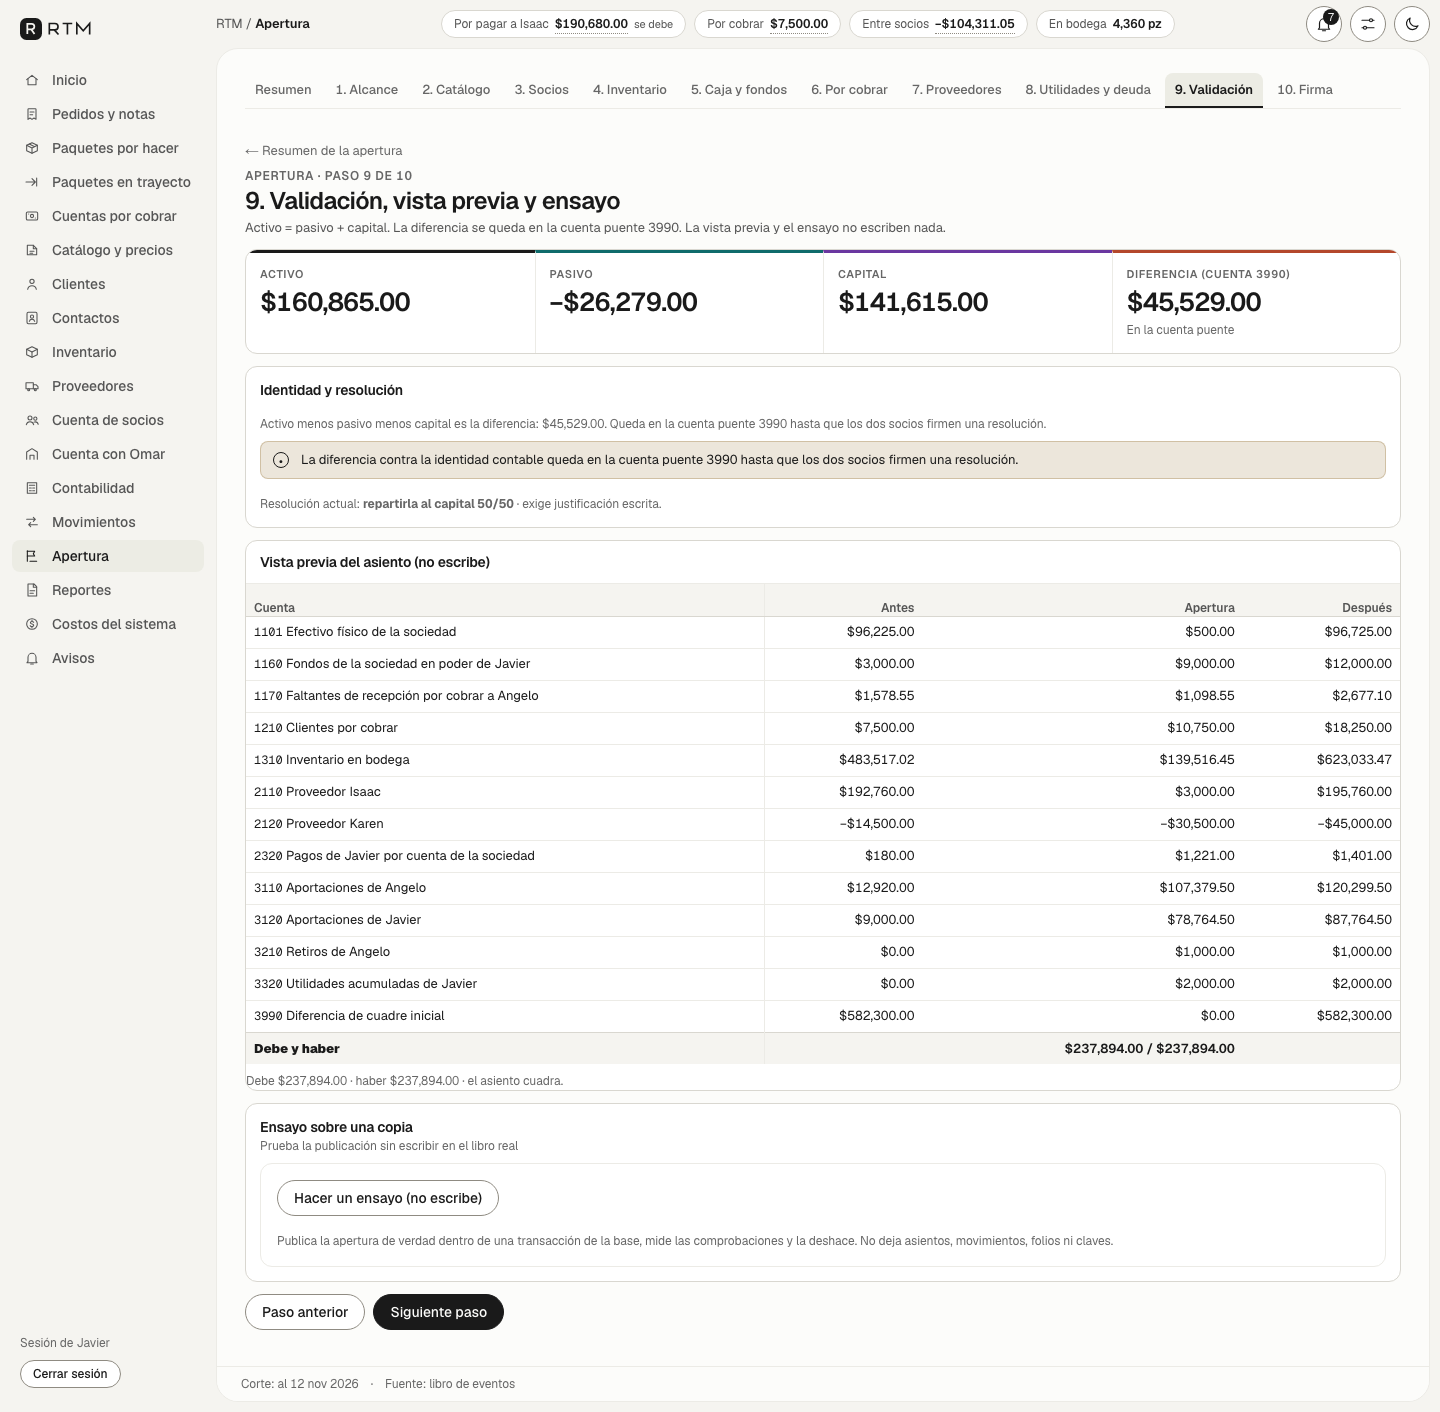 R RTM
RTM / Apertura
Por pagar a Isaac $190,680.00 se debe
Por cobrar $7,500.00
Entre socios −$104,311.05
En bodega 4,360 pz
7
Inicio
Pedidos y notas
Paquetes por hacer
Paquetes en trayecto
Cuentas por cobrar
Catálogo y precios
Clientes
Contactos
Inventario
Proveedores
Cuenta de socios
Cuenta con Omar
Contabilidad
Movimientos
Apertura
Reportes
Costos del sistema
Avisos
Sesión de Javier
Cerrar sesión
Resumen 1. Alcance 2. Catálogo 3. Socios 4. Inventario 5. Caja y fondos 6. Por cobrar 7. Proveedores 8. Utilidades y deuda 9. Validación 10. Firma
← Resumen de la apertura
APERTURA · PASO 9 DE 10
9. Validación, vista previa y ensayo
Activo = pasivo + capital. La diferencia se queda en la cuenta puente 3990. La vista previa y el ensayo no escriben nada.
ACTIVO
$160,865.00
PASIVO
−$26,279.00
CAPITAL
$141,615.00
DIFERENCIA (CUENTA 3990)
$45,529.00
En la cuenta puente
Identidad y resolución
Activo menos pasivo menos capital es la diferencia: $45,529.00. Queda en la cuenta puente 3990 hasta que los dos socios firmen una resolución.
La diferencia contra la identidad contable queda en la cuenta puente 3990 hasta que los dos socios firmen una resolución.
Resolución actual: repartirla al capital 50/50 · exige justificación escrita.
Vista previa del asiento (no escribe)
Cuenta Antes Apertura Después
1101 Efectivo físico de la sociedad $96,225.00 $500.00 $96,725.00
1160 Fondos de la sociedad en poder de Javier $3,000.00 $9,000.00 $12,000.00
1170 Faltantes de recepción por cobrar a Angelo $1,578.55 $1,098.55 $2,677.10
1210 Clientes por cobrar $7,500.00 $10,750.00 $18,250.00
1310 Inventario en bodega $483,517.02 $139,516.45 $623,033.47
2110 Proveedor Isaac $192,760.00 $3,000.00 $195,760.00
2120 Proveedor Karen −$14,500.00 −$30,500.00 −$45,000.00
2320 Pagos de Javier por cuenta de la sociedad $180.00 $1,221.00 $1,401.00
3110 Aportaciones de Angelo $12,920.00 $107,379.50 $120,299.50
3120 Aportaciones de Javier $9,000.00 $78,764.50 $87,764.50
3210 Retiros de Angelo $0.00 $1,000.00 $1,000.00
3320 Utilidades acumuladas de Javier $0.00 $2,000.00 $2,000.00
3990 Diferencia de cuadre inicial $582,300.00 $0.00 $582,300.00
Debe y haber $237,894.00 / $237,894.00
Debe $237,894.00 · haber $237,894.00 · el asiento cuadra.
Ensayo sobre una copia
Prueba la publicación sin escribir en el libro real
Hacer un ensayo (no escribe)
Publica la apertura de verdad dentro de una transacción de la base, mide las comprobaciones y la deshace. No deja asientos, movimientos, folios ni claves.
Paso anterior
Siguiente paso
Corte: al 12 nov 2026 · Fuente: libro de eventos